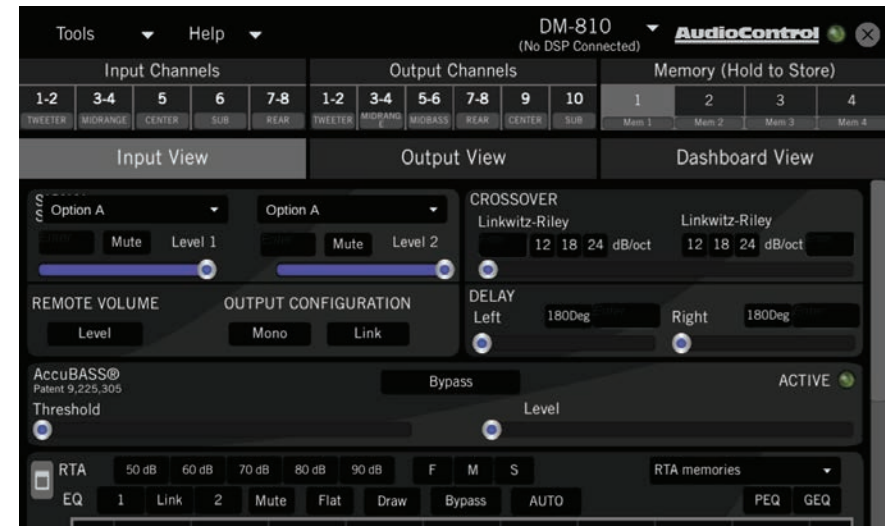 Tools Help DM-810 AudioControl
(No DSP Connected)
Input Channels Output Channels Memory (Hold to Store)
1-2 3-4 5 6 7-8 1-2 3-4 5-6 7-8 9 10 1 2 3 4
TWEETER MIDRANGE CENTER SUB REAR TWEETER MIDRANG E MIDBASS REAR CENTER SUB Mem 1 Mem 2 Mem 3 Mem 4
Input View Output View Dashboard View
Option A Option A
Mute Level 1 Mute Level 2
CROSSOVER
Linkwitz-Riley Linkwitz-Riley
12 18 24 dB/oct 12 18 24 dB/oct
REMOTE VOLUME OUTPUT CONFIGURATION
Level Mono Link
DELAY
Left 180Deg Right 180Deg
AccuBASS® Bypass ACTIVE
Patent 9,225,305
Threshold Level
RTA 50 dB 60 dB 70 dB 80 dB 90 dB F M S RTA memories
EQ 1 Link 2 Mute Flat Draw Bypass AUTO PEQ GEQ